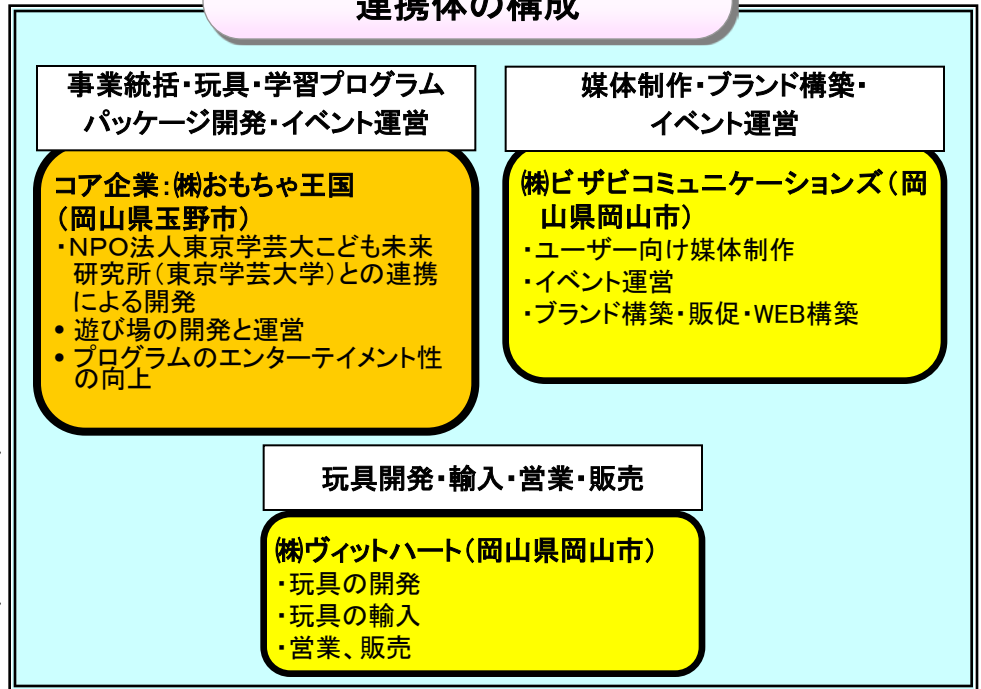 連携体の構成
事業統括・玩具・学習プログラム
パッケージ開発・イベント運営
コア企業:㈱おもちゃ王国
(岡山県玉野市)
・NPO法人東京学芸大こども未来
研究所(東京学芸大学)との連携
による開発
• 遊び場の開発と運営
• プログラムのエンターテイメント性
の向上
媒体制作・ブランド構築・
イベント運営
㈱ビザビコミュニケーションズ(岡
山県岡山市)
・ユーザー向け媒体制作
・イベント運営
・ブランド構築・販促・WEB構築
玩具開発・輸入・営業・販売
㈱ヴィットハート(岡山県岡山市)
・玩具の開発
・玩具の輸入
・営業、販売